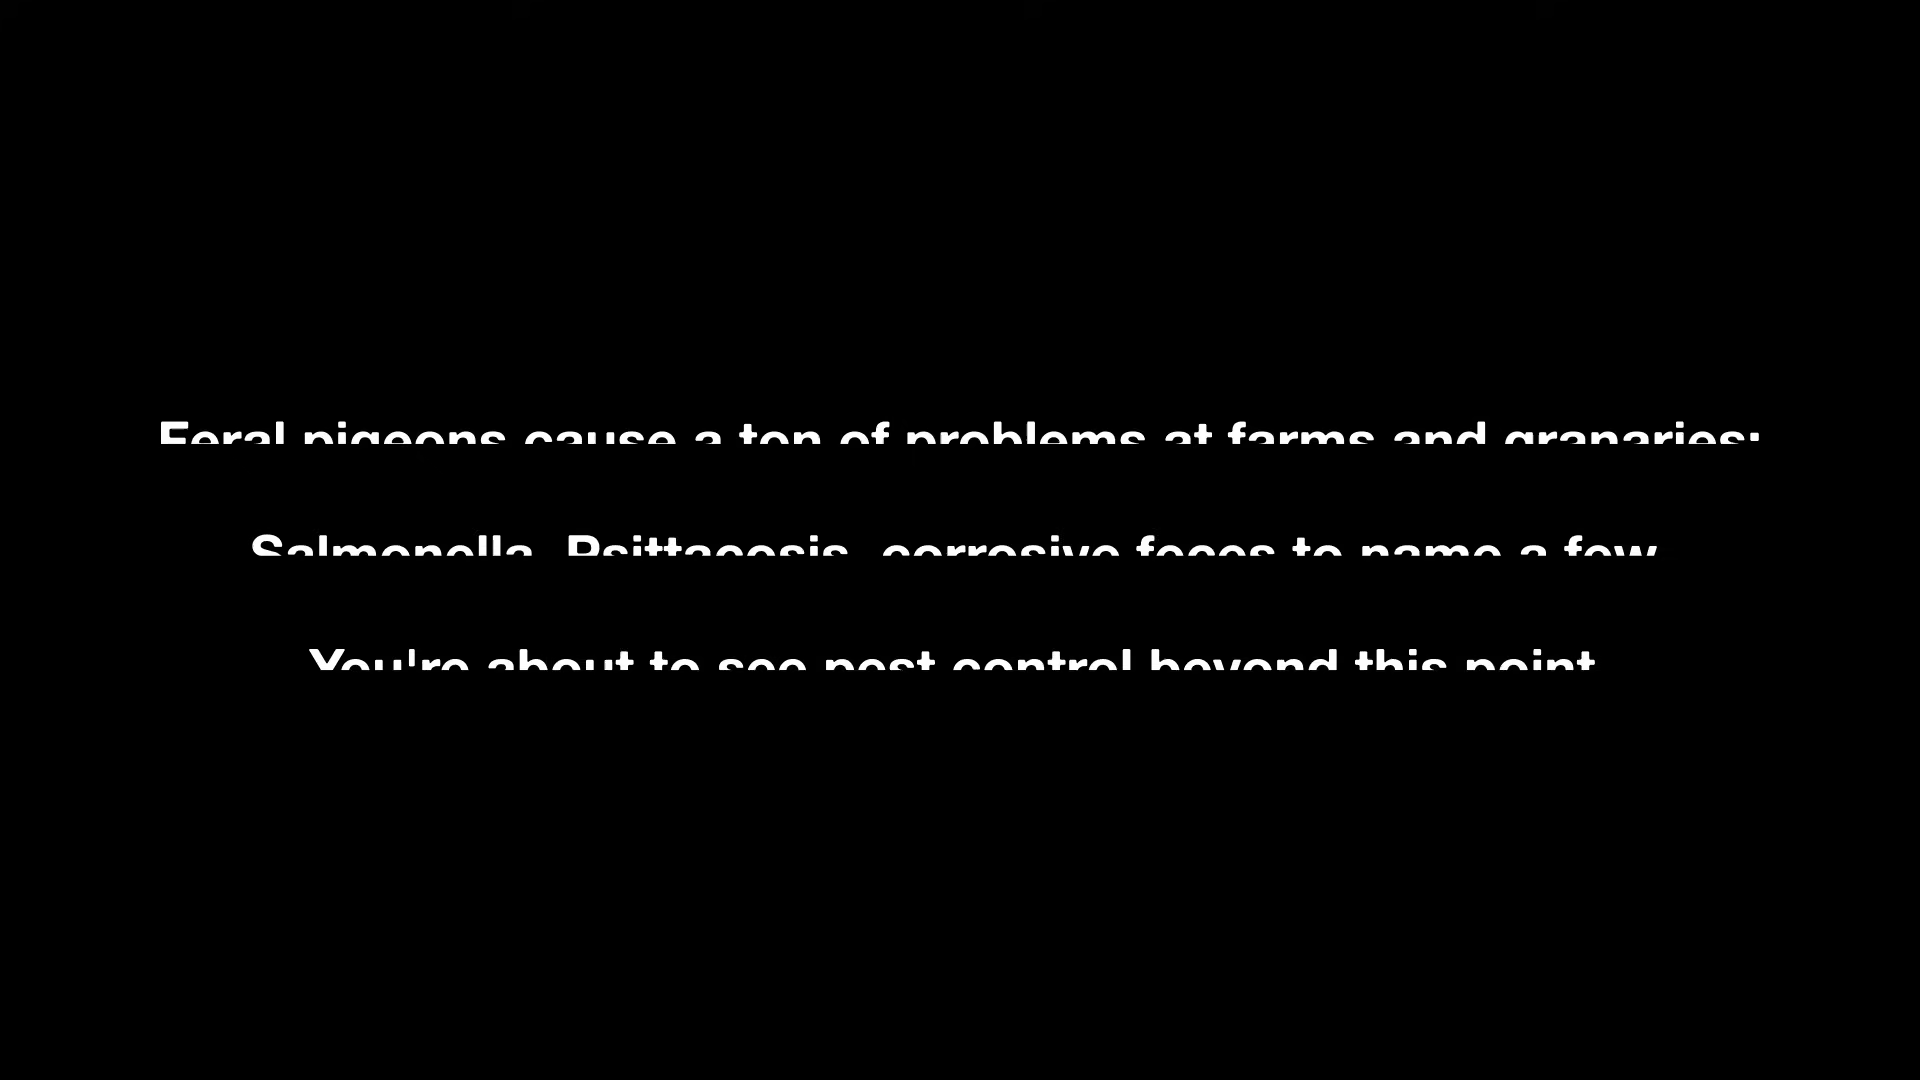 Feral pigeons cause a ton of problems at farms and granaries:
Salmonella, Psittacosis, corrosive feces to name a few
You're about to see pest control beyond this point